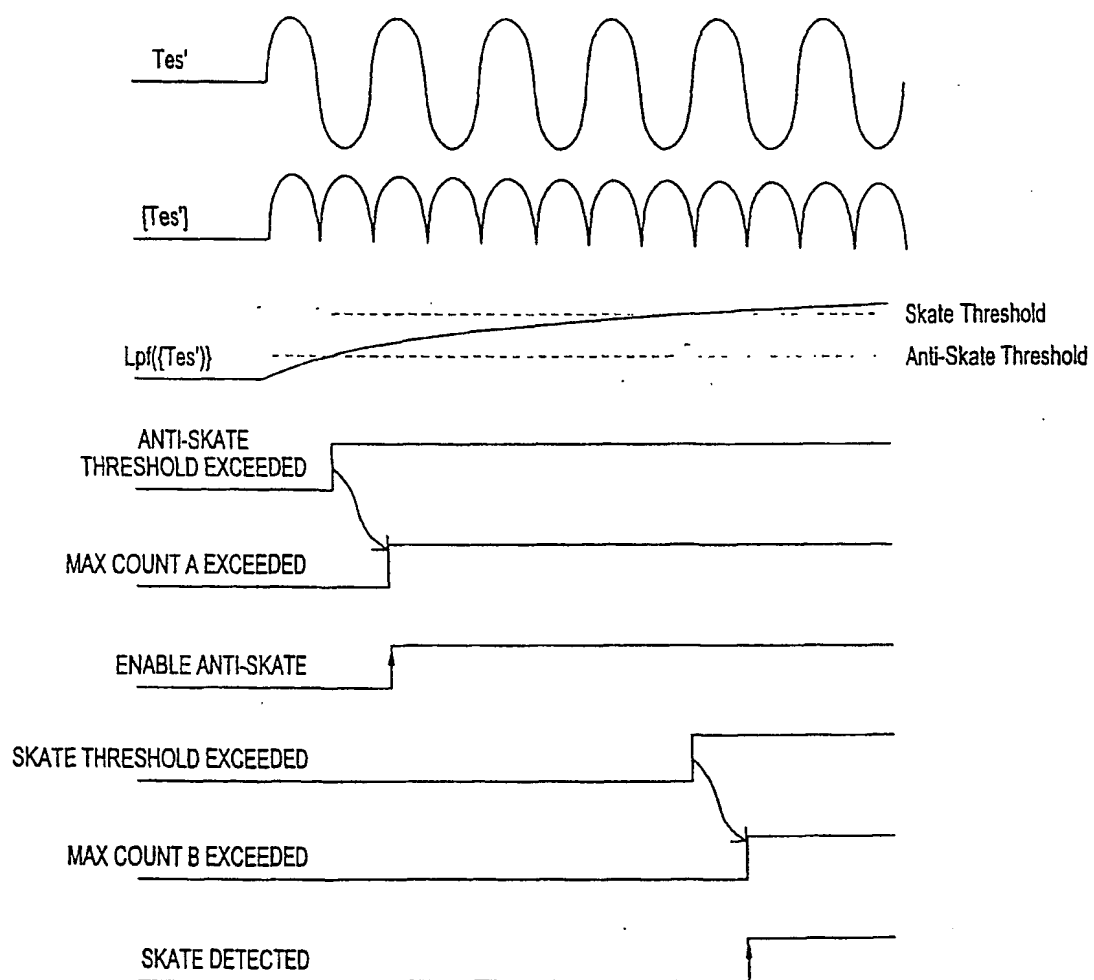 Tes'
[Tes']
Skate Threshold
Lpf({Tes')}
Anti-Skate Threshold
ANTI-SKATE
THRESHOLD EXCEEDED
MAX COUNT A EXCEEDED
ENABLE ANTI-SKATE
SKATE THRESHOLD EXCEEDED
MAX COUNT B EXCEEDED
SKATE DETECTED